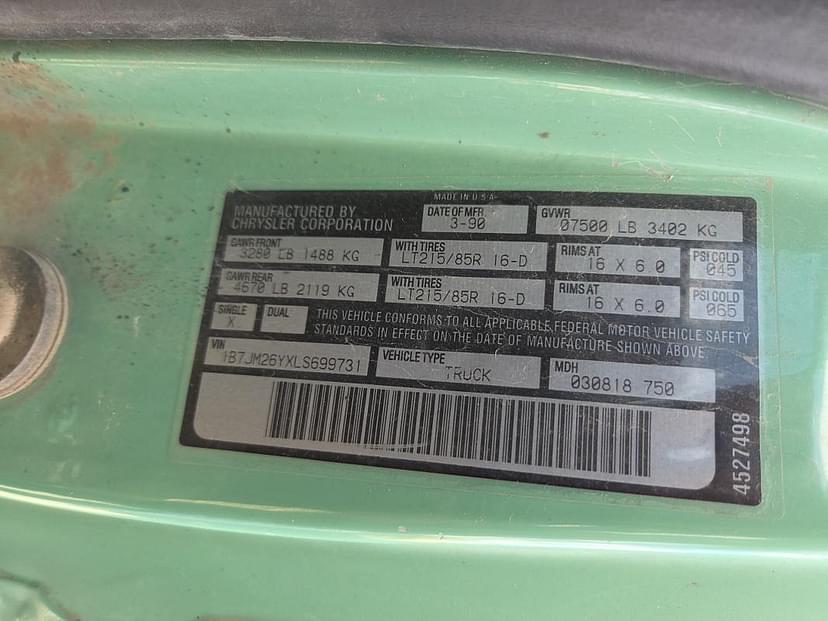 MADE IN U.S.A.
MANUFACTURED BY
CHRYSLER CORPORATION
DATE OF MFR.
3-90
GVWR
07500 LB 3402 KG
GAWR FRONT
3280 LB 1488 KG
WITH TIRES
LT215/85R 16-D
RIMS AT
16 X 6.0
PSI COLD
045
GAWR REAR
4670 LB 2119 KG
WITH TIRES
LT215/85R 16-D
RIMS AT
16 X 6.0
PSI COLD
065
SINGLE
X
DUAL
THIS VEHICLE CONFORMS TO ALL APPLICABLE FEDERAL MOTOR VEHICLE SAFETY
STANDARDS IN EFFECT ON THE DATE OF MANUFACTURE SHOWN ABOVE.
VIN
1B7JM26YXLS699731
VEHICLE TYPE
TRUCK
MDH
030818 750
4527498